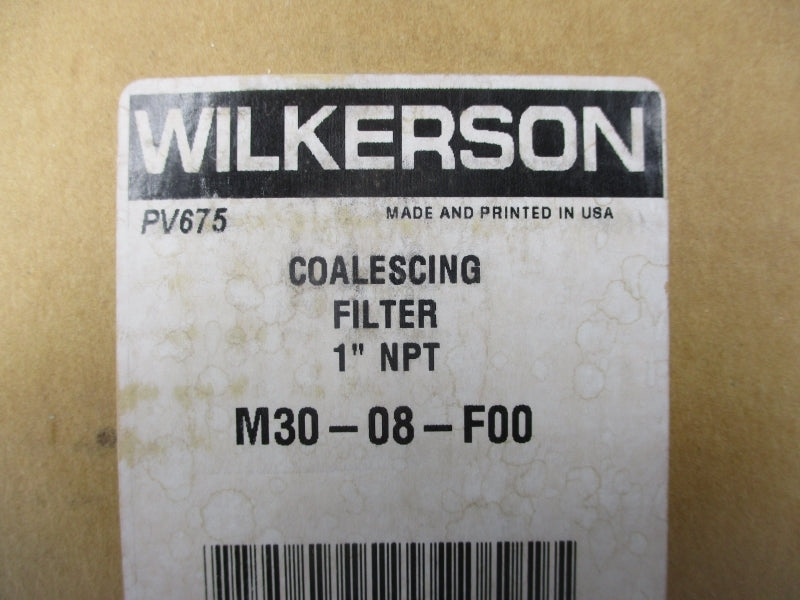 WILKERSON
PV675 MADE AND PRINTED IN USA
COALESCING
FILTER
1" NPT
M30-08-F00